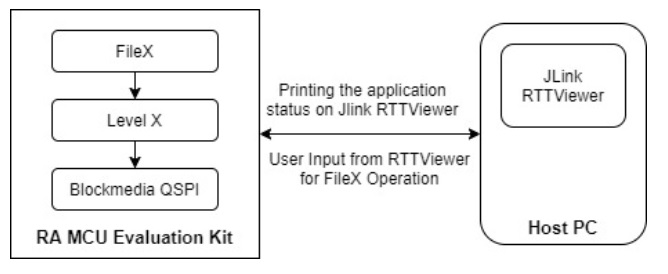 FileX
Level X
Blockmedia QSPI
RA MCU Evaluation Kit
Printing the application
status on Jlink RTTViewer
User Input from RTTViewer
for FileX Operation
JLink
RTTViewer
Host PC